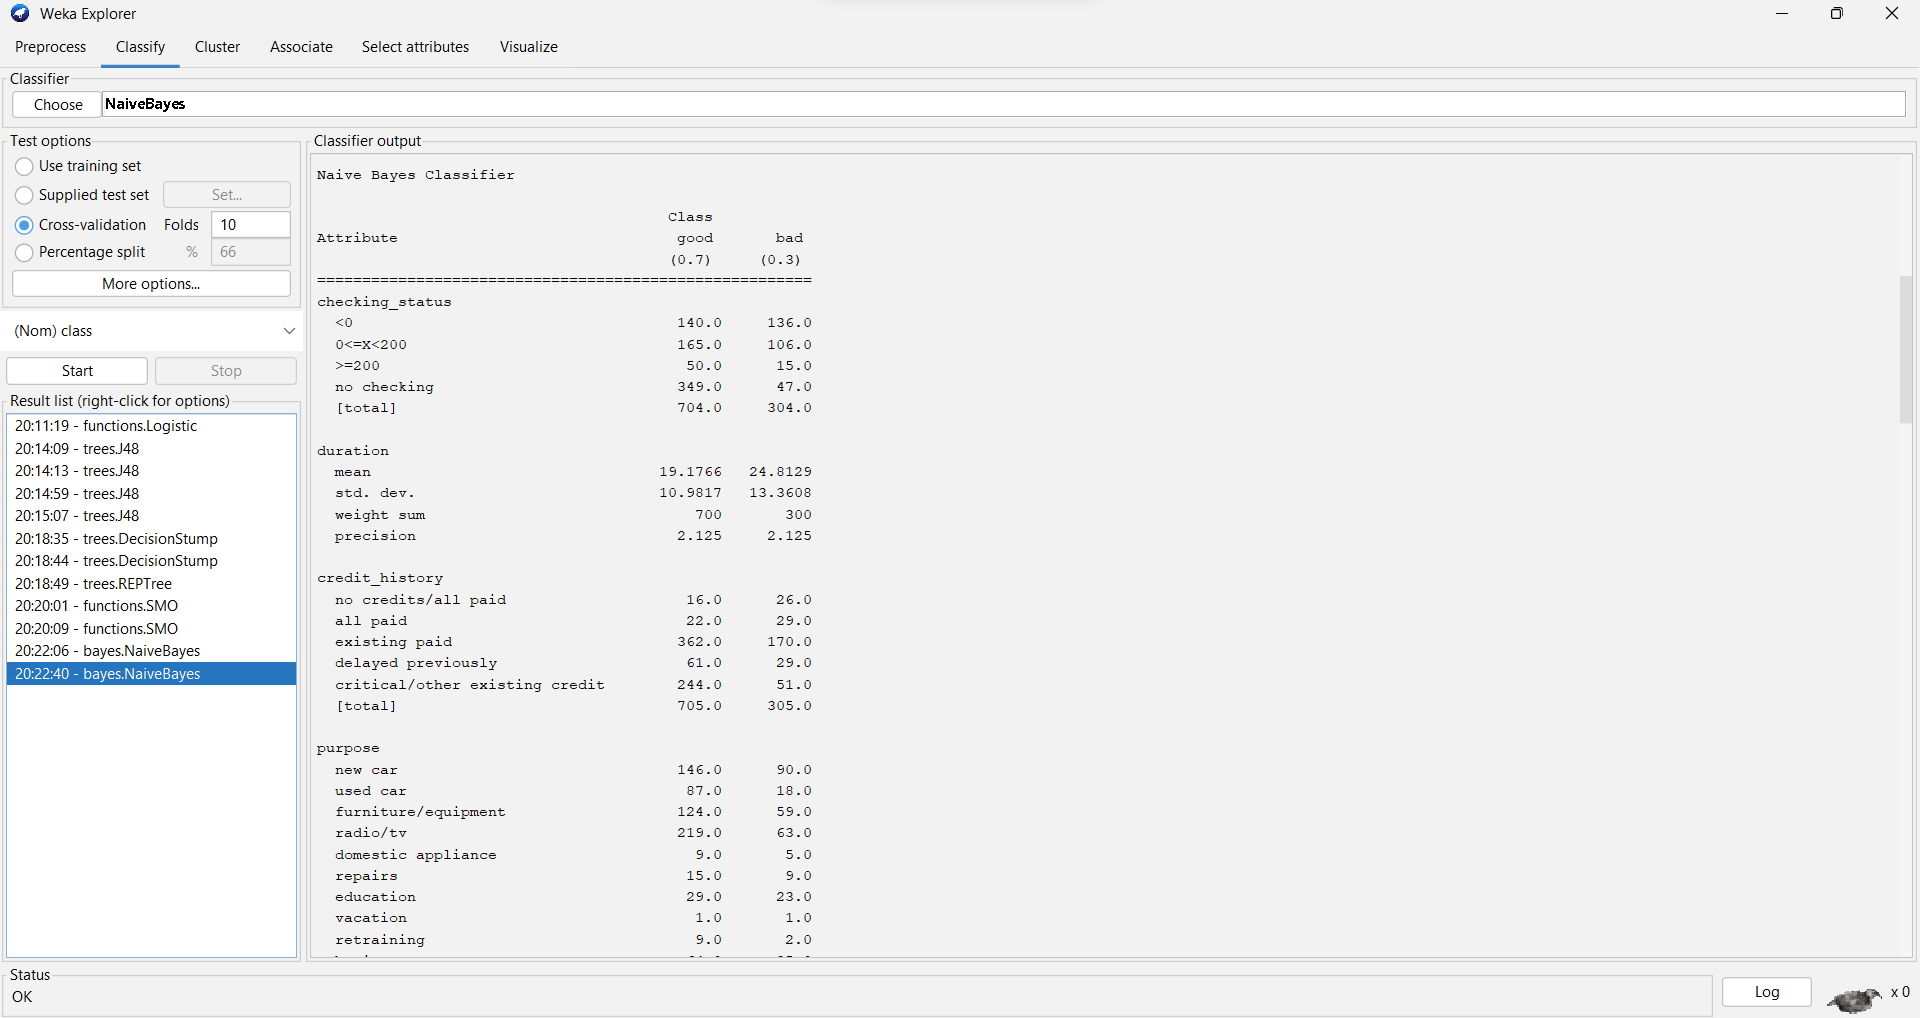 Weka Explorer
Preprocess Classify Cluster Associate Select attributes Visualize
Classifier
Choose NaiveBayes
Test options
Use training set
Supplied test set Set...
Cross-validation Folds 10
Percentage split % 66
More options...
(Nom) class
Start Stop
Result list (right-click for options)
20:11:19 - functions.Logistic
20:14:09 - trees.J48
20:14:13 - trees.J48
20:14:59 - trees.J48
20:15:07 - trees.J48
20:18:35 - trees.DecisionStump
20:18:44 - trees.DecisionStump
20:18:49 - trees.REPTree
20:20:01 - functions.SMO
20:20:09 - functions.SMO
20:22:06 - bayes.NaiveBayes
20:22:40 - bayes.NaiveBayes
Classifier output
Naive Bayes Classifier
Class
Attribute good bad
(0.7) (0.3)
=======================================================
checking_status
<0 140.0 136.0
0<=X<200 165.0 106.0
>=200 50.0 15.0
no checking 349.0 47.0
[total] 704.0 304.0
duration
mean 19.1766 24.8129
std. dev. 10.9817 13.3608
weight sum 700 300
precision 2.125 2.125
credit_history
no credits/all paid 16.0 26.0
all paid 22.0 29.0
existing paid 362.0 170.0
delayed previously 61.0 29.0
critical/other existing credit 244.0 51.0
[total] 705.0 305.0
purpose
new car 146.0 90.0
used car 87.0 18.0
furniture/equipment 124.0 59.0
radio/tv 219.0 63.0
domestic appliance 9.0 5.0
repairs 15.0 9.0
education 29.0 23.0
vacation 1.0 1.0
retraining 9.0 2.0
Status
OK
Log x 0